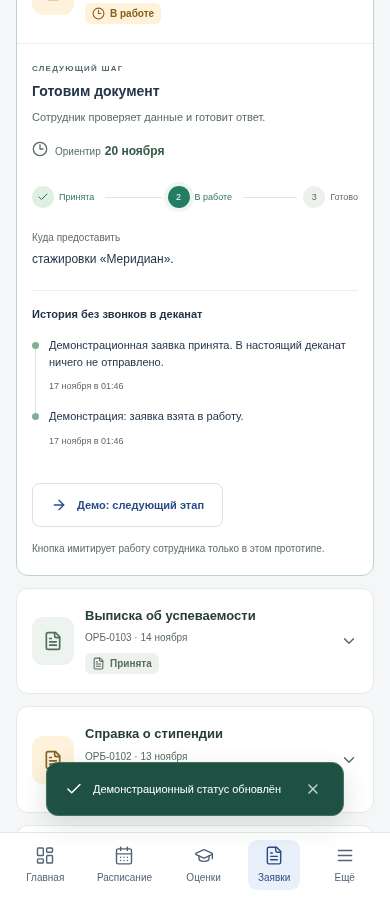 В работе
СЛЕДУЮЩИЙ ШАГ
Готовим документ
Сотрудник проверяет данные и готовит ответ.
Ориентир 20 ноября
Принята
2 В работе
3 Готово
Куда предоставить
стажировки «Меридиан».
История без звонков в деканат
Демонстрационная заявка принята. В настоящий деканат
ничего не отправлено.
17 ноября в 01:46
Демонстрация: заявка взята в работу.
17 ноября в 01:46
Демо: следующий этап
Кнопка имитирует работу сотрудника только в этом прототипе.
Выписка об успеваемости
ОРБ-0103 · 14 ноября
Принята
Справка о стипендии
ОРБ-0102 · 13 ноября
Демонстрационный статус обновлён
Главная
Расписание
Оценки
Заявки
Ещё